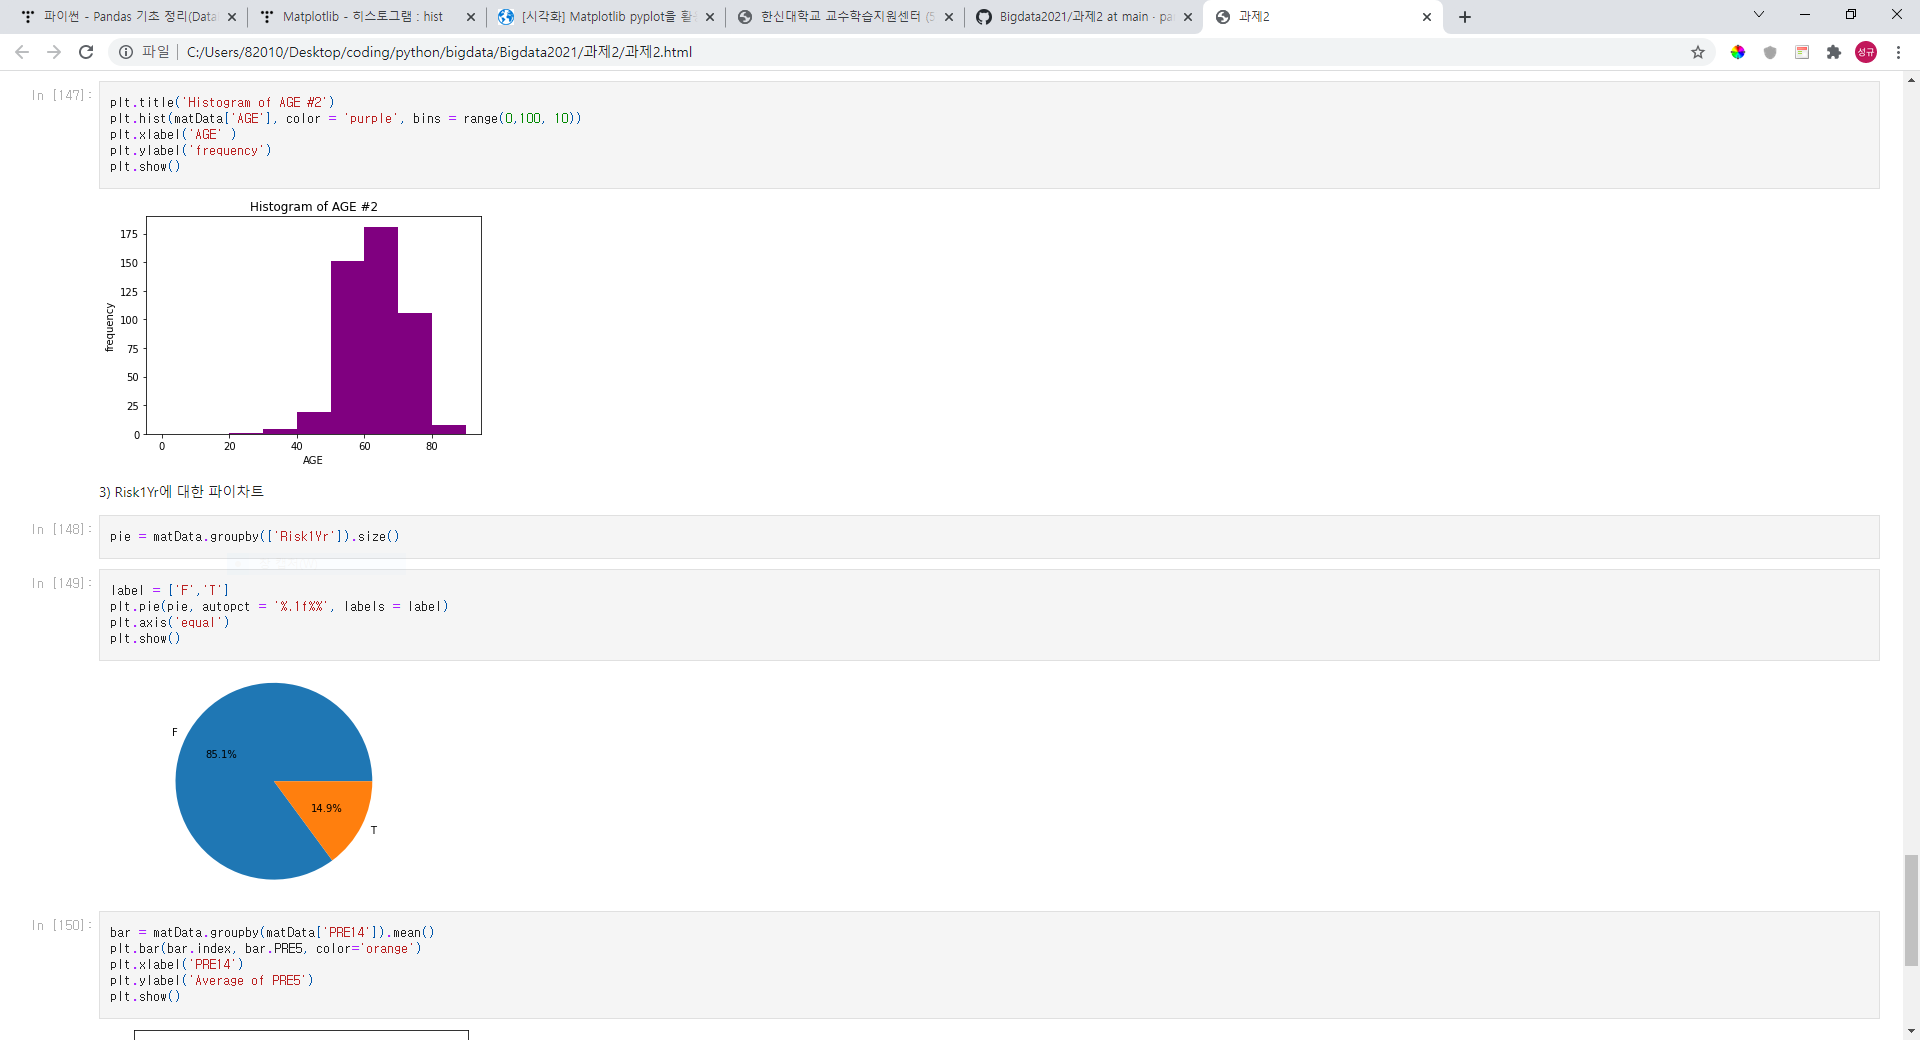 파이썬 - Pandas 기초 정리(Data
Matplotlib - 히스토그램 : hist
[시각화] Matplotlib pyplot을 활
한신대학교 교수학습지원센터 (5
Bigdata2021/과제2 at main · pa
과제2
파일
C:/Users/82010/Desktop/coding/python/bigdata/Bigdata2021/과제2/과제2.html
성규
In [147]:
plt.title('Histogram of AGE #2')
plt.hist(matData['AGE'], color = 'purple', bins = range(0,100, 10))
plt.xlabel('AGE' )
plt.ylabel('frequency')
plt.show()
Histogram of AGE #2
175
150
125
100
75
50
25
0
frequency
0 20 40 60 80
AGE
3) Risk1Yr에 대한 파이차트
In [148]:
pie = matData.groupby(['Risk1Yr']).size()
In [149]:
label = ['F','T']
plt.pie(pie, autopct = '%.1f%%', labels = label)
plt.axis('equal')
plt.show()
F
85.1%
14.9%
T
In [150]:
bar = matData.groupby(matData['PRE14']).mean()
plt.bar(bar.index, bar.PRE5, color='orange')
plt.xlabel('PRE14')
plt.ylabel('Average of PRE5')
plt.show()